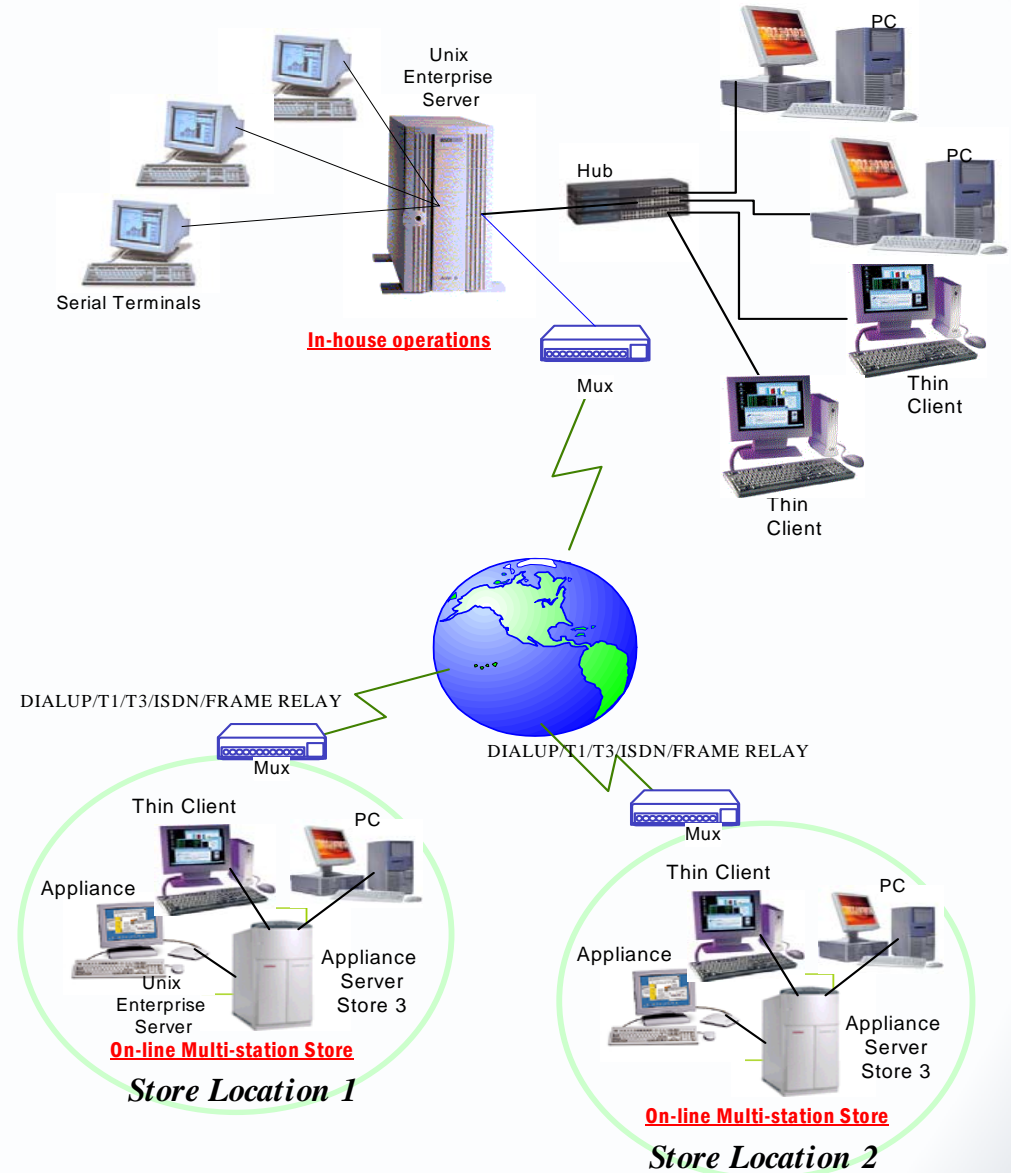 PC
Unix
Enterprise
Server
PC
Hub
Serial Terminals
In-house operations
Mux
Thin
Client
Thin
Client
DIALUP/T1/T3/ISDN/FRAME RELAY
Mux
DIALUP/T1/T3/ISDN/FRAME RELAY
Mux
Thin Client
PC
Appliance
Appliance
Server
Store 3
Unix
Enterprise
Server
On-line Multi-station Store
Store Location 1
Thin Client
PC
Appliance
Appliance
Server
Store 3
On-line Multi-station Store
Store Location 2